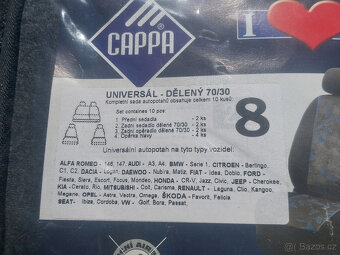 I
CAPPA
UNIVERSÁL - DĚLENÝ 70/30
Kompletní sada autopotahů obsahuje celkem 10 kusů:
Set containes 10 pcs:
1. Přední sedadla - 2 ks
2. Zadní sedadlo dělené 70/30 - 2 ks
3. Zadní opěradlo dělené 70/30 - 2 ks
4. Opěrka hlavy - 4 ks
8
Universální autopotah na tyto typy vozidel:
ALFA ROMEO - 146, 147, AUDI - A3, A4, BMW - Serie 1, CITROEN - Berlingo,
C1, C2, DACIA - Logan, DAEWOO - Nubira, Matiz, FIAT - Idea, Doblo, FORD -
Fiesta, Siera, Escort, Focus, Mondeo, HONDA - CR-V, Jazz, Civic, JEEP - Cherokee,
KIA - Cerato, Rio, MITSUBISHI - Colt, Carisma, RENAULT - Laguna, Clio, Kangoo,
Megane, OPEL - Astra, Vectra, Omega, ŠKODA - Favorit, Felicia
SEAT - Ibiza, Cordoba, VW - Golf, Bora, Passat,
Bazoš.cz